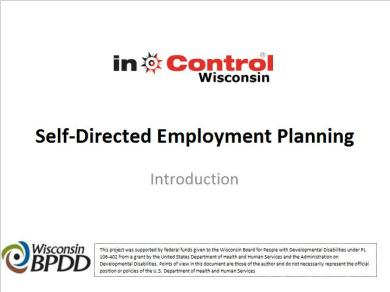 in Control®
Wisconsin
Self-Directed Employment Planning
Introduction
Wisconsin
BPDD
This project was supported by federal funds given to the Wisconsin Board for People with Developmental Disabilities under PL
106-402 from a grant by the United States Department of Health and Human Services and the Administration on
Developmental Disabilities. Points of view in this document are those of the author and do not necessarily represent the official
position or policies of the U.S. Department of Health and Human Services